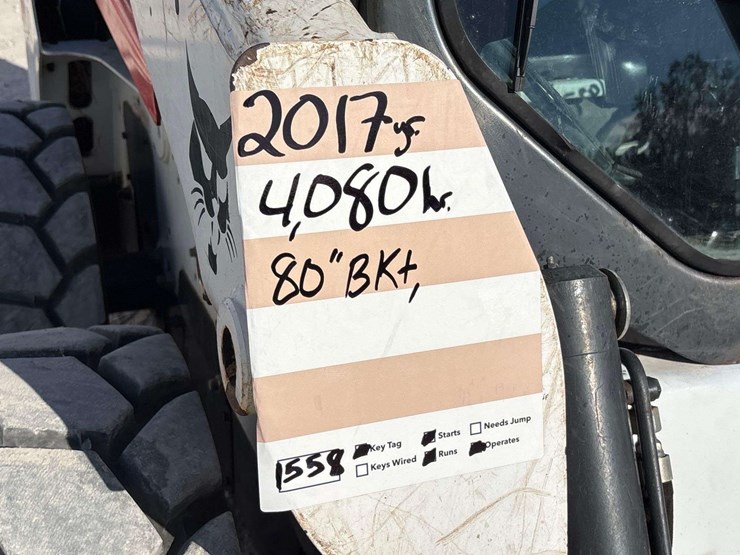 2017 yr.
4,080 hr.
80" BKt,
Key Tag Starts Needs Jump
1558 Keys Wired Runs Operates